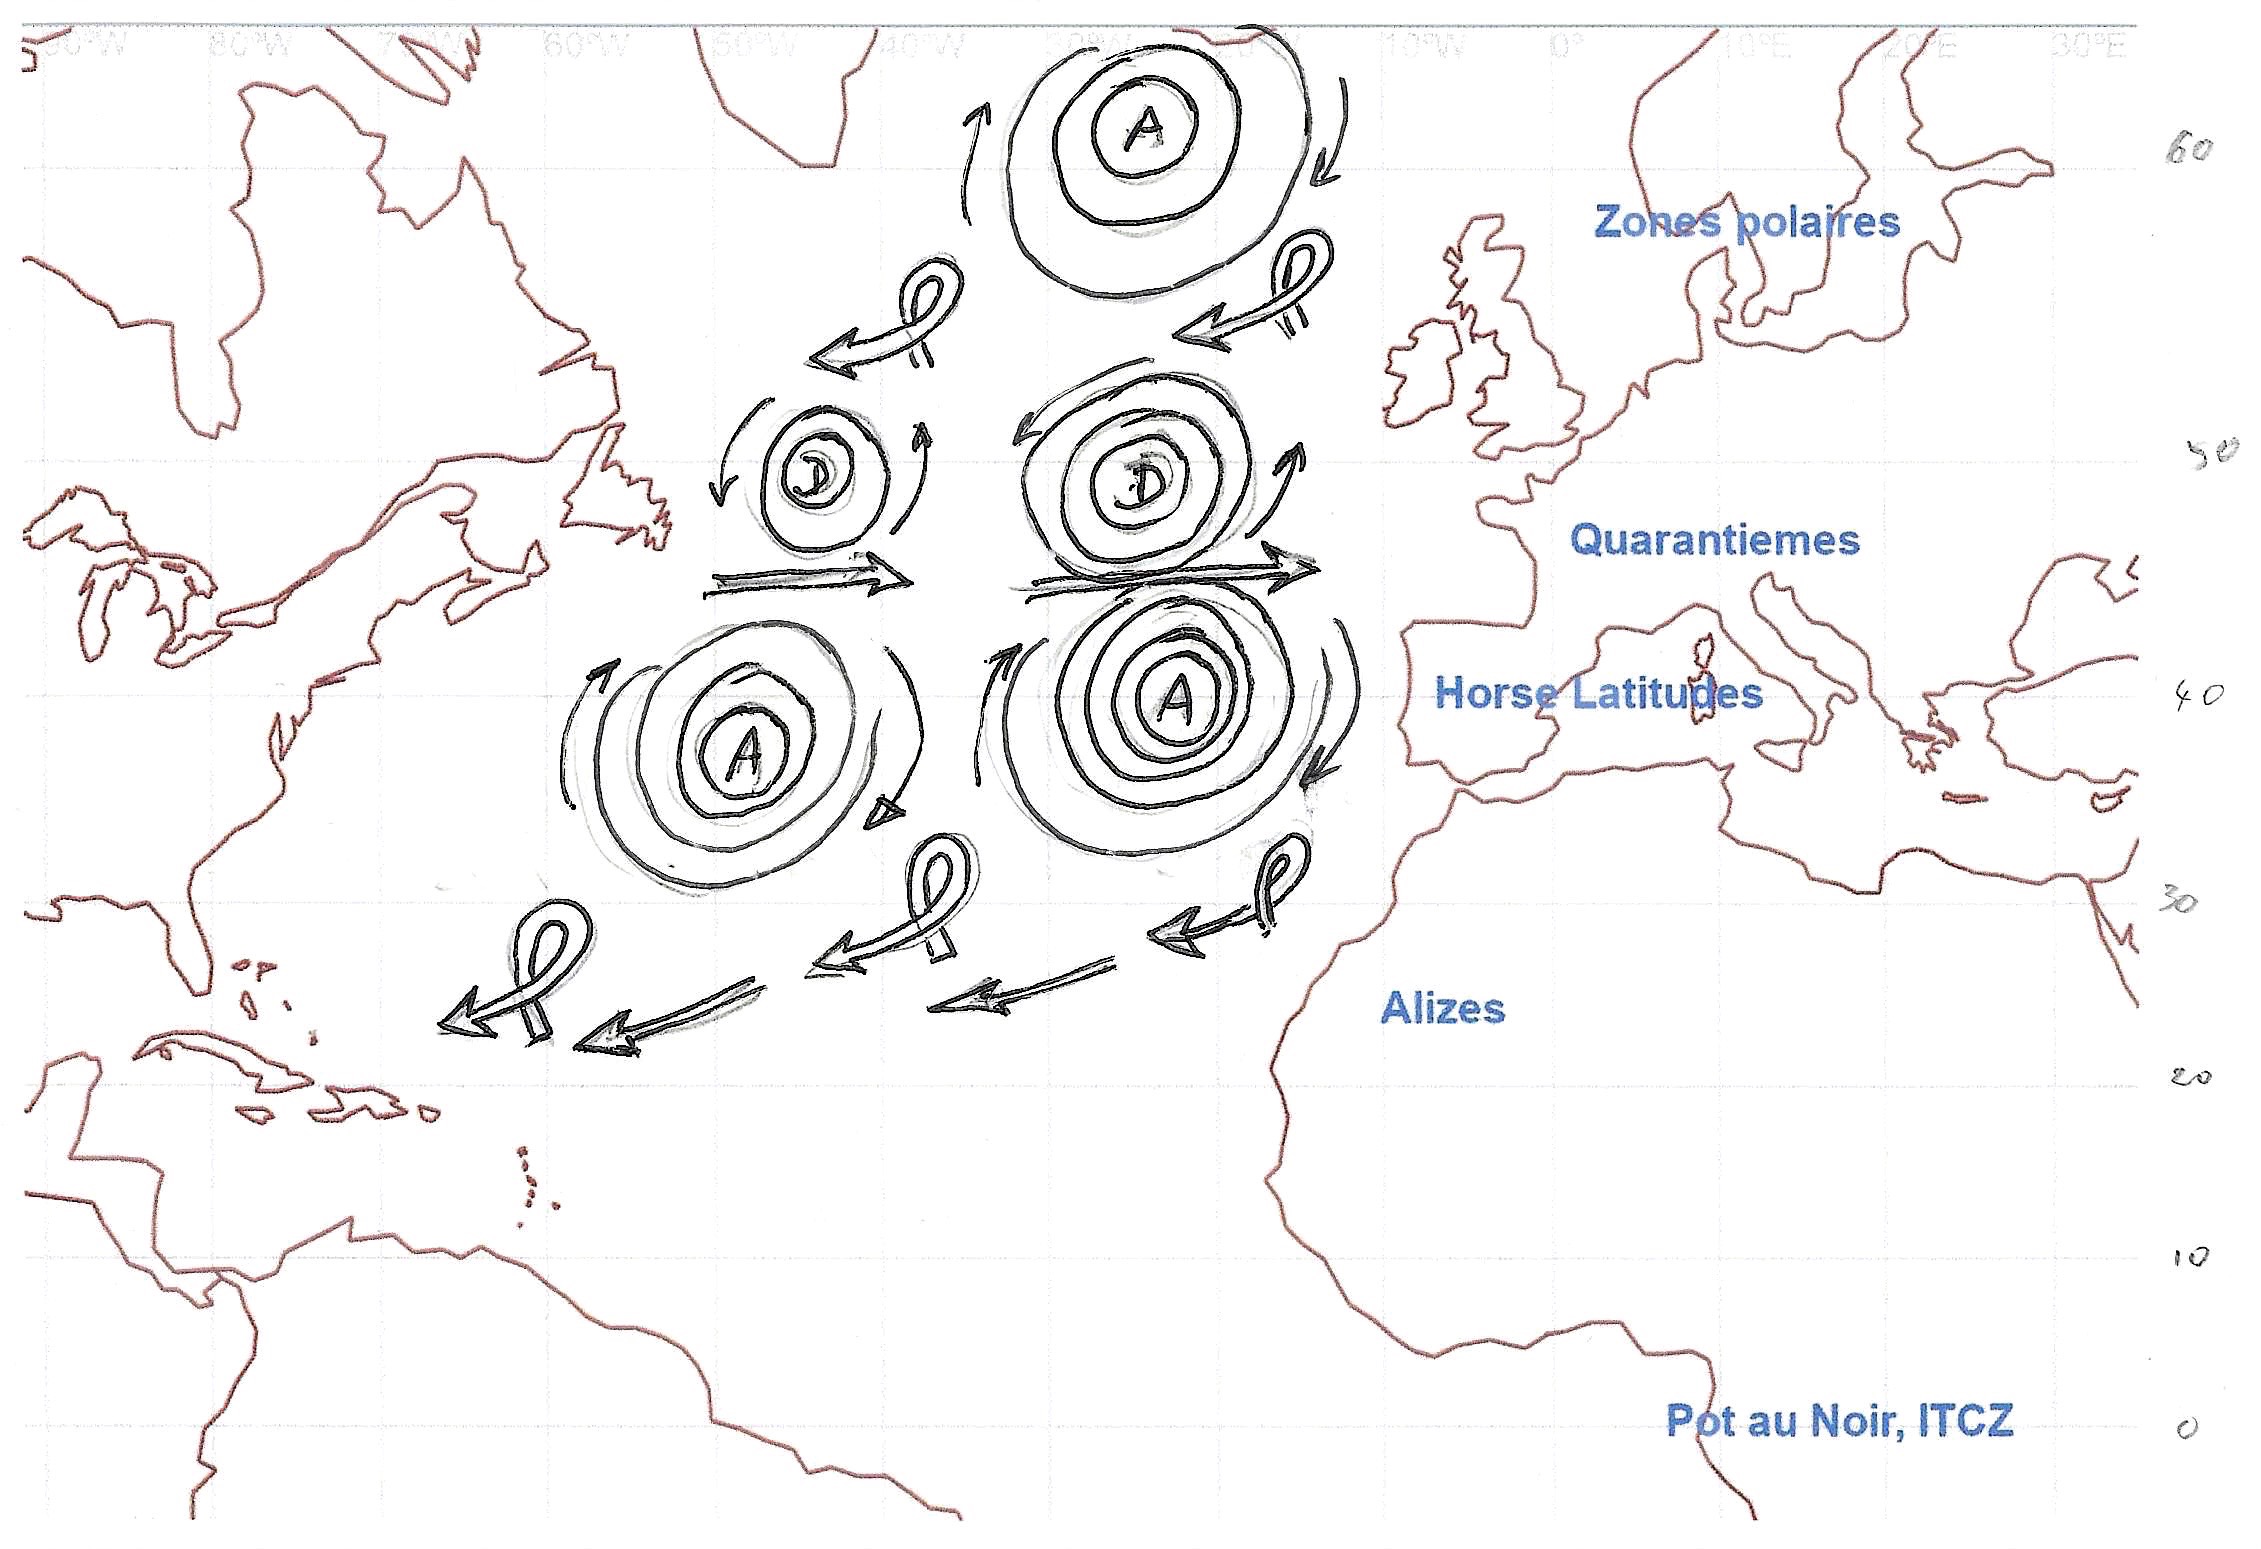 90°W 80°W 70°W 60°W 50°W 40°W 30°W 20°W 10°W 0° 10°E 20°E 30°E
A
60
Zones polaires
D D
50
Quarantiemes
A A
Horse Latitudes
40
30
Alizes
20
10
Pot au Noir, ITCZ
0